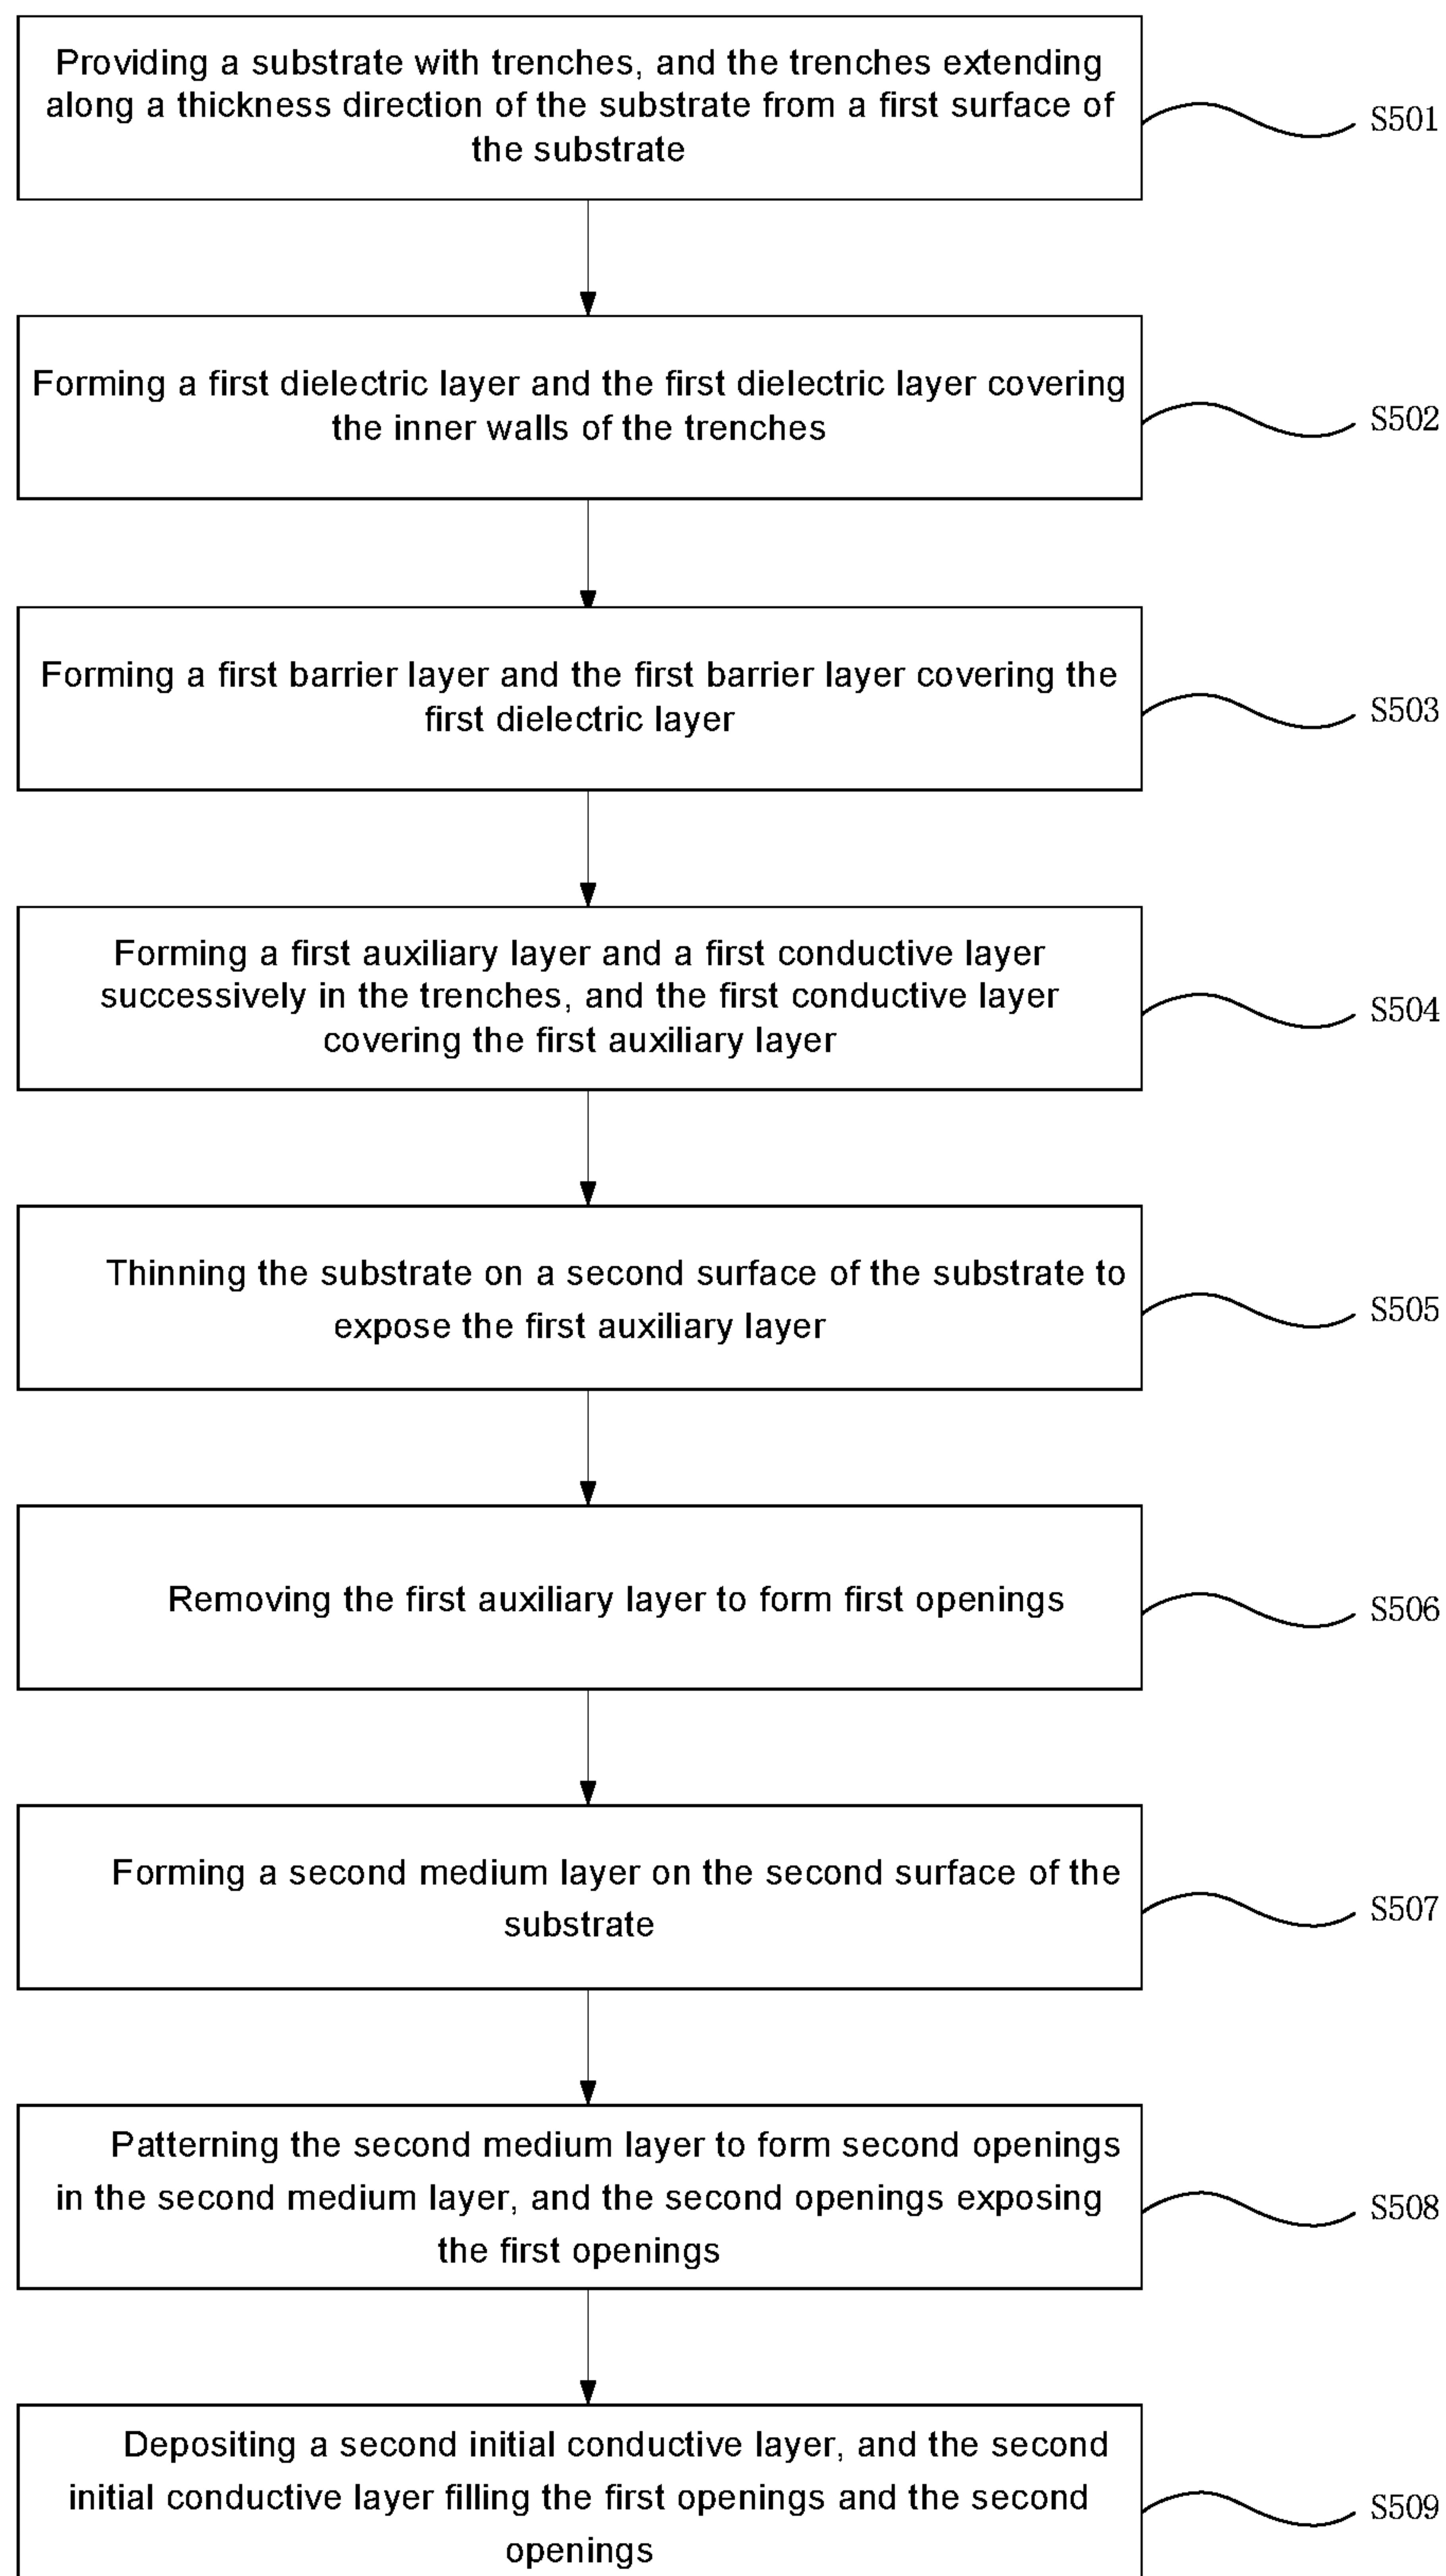 Providing a substrate with trenches, and the trenches extending
along a thickness direction of the substrate from a first surface of
the substrate
S501
Forming a first dielectric layer and the first dielectric layer covering
the inner walls of the trenches
S502
Forming a first barrier layer and the first barrier layer covering the
first dielectric layer
S503
Forming a first auxiliary layer and a first conductive layer
successively in the trenches, and the first conductive layer
covering the first auxiliary layer
S504
Thinning the substrate on a second surface of the substrate to
expose the first auxiliary layer
S505
Removing the first auxiliary layer to form first openings
S506
Forming a second medium layer on the second surface of the
substrate
S507
Patterning the second medium layer to form second openings
in the second medium layer, and the second openings exposing
the first openings
S508
Depositing a second initial conductive layer, and the second
initial conductive layer filling the first openings and the second
openings
S509